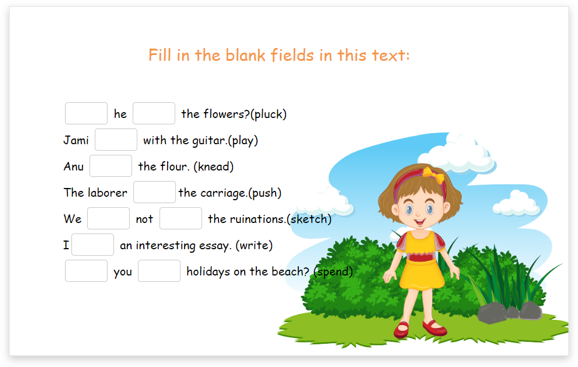 Fill in the blank fields in this text:
he the flowers?(pluck)
Jami with the guitar.(play)
Anu the flour. (knead)
The laborer the carriage.(push)
We not the ruinations.(sketch)
I an interesting essay. (write)
you holidays on the beach? (spend)